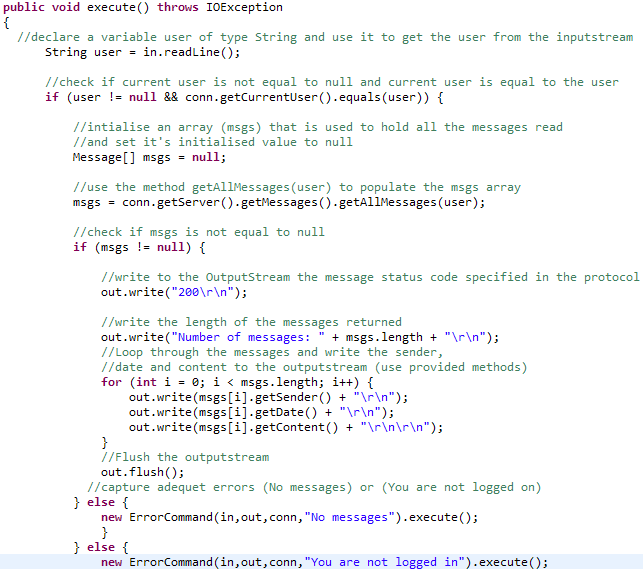 public void execute() throws IOException
{
//declare a variable user of type String and use it to get the user from the inputstream
String user = in.readLine();
//check if current user is not equal to null and current user is equal to the user
if (user != null && conn.getCurrentUser().equals(user)) {
//intialise an array (msgs) that is used to hold all the messages read
//and set it's initialised value to null
Message[] msgs = null;
//use the method getAllMessages(user) to populate the msgs array
msgs = conn.getServer().getMessages().getAllMessages(user);
//check if msgs is not equal to null
if (msgs != null) {
//write to the OutputStream the message status code specified in the protocol
out.write("200\r\n");
//write the length of the messages returned
out.write("Number of messages: " + msgs.length + "\r\n");
//Loop through the messages and write the sender,
//date and content to the outputstream (use provided methods)
for (int i = 0; i < msgs.length; i++) {
out.write(msgs[i].getSender() + "\r\n");
out.write(msgs[i].getDate() + "\r\n");
out.write(msgs[i].getContent() + "\r\n\r\n");
}
//Flush the outputstream
out.flush();
//capture adequet errors (No messages) or (You are not logged on)
} else {
new ErrorCommand(in,out,conn,"No messages").execute();
}
} else {
new ErrorCommand(in,out,conn,"You are not logged in").execute();